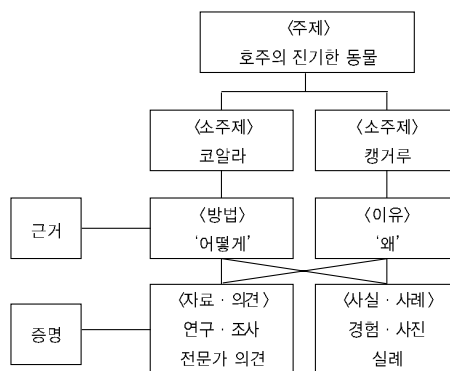 〈주제〉
호주의 진기한 동물
〈소주제〉
코알라
〈소주제〉
캥거루
근거
〈방법〉
‘어떻게’
〈이유〉
‘왜’
증명
〈자료 · 의견〉
연구 · 조사
전문가 의견
〈사실 · 사례〉
경험 · 사진
실례